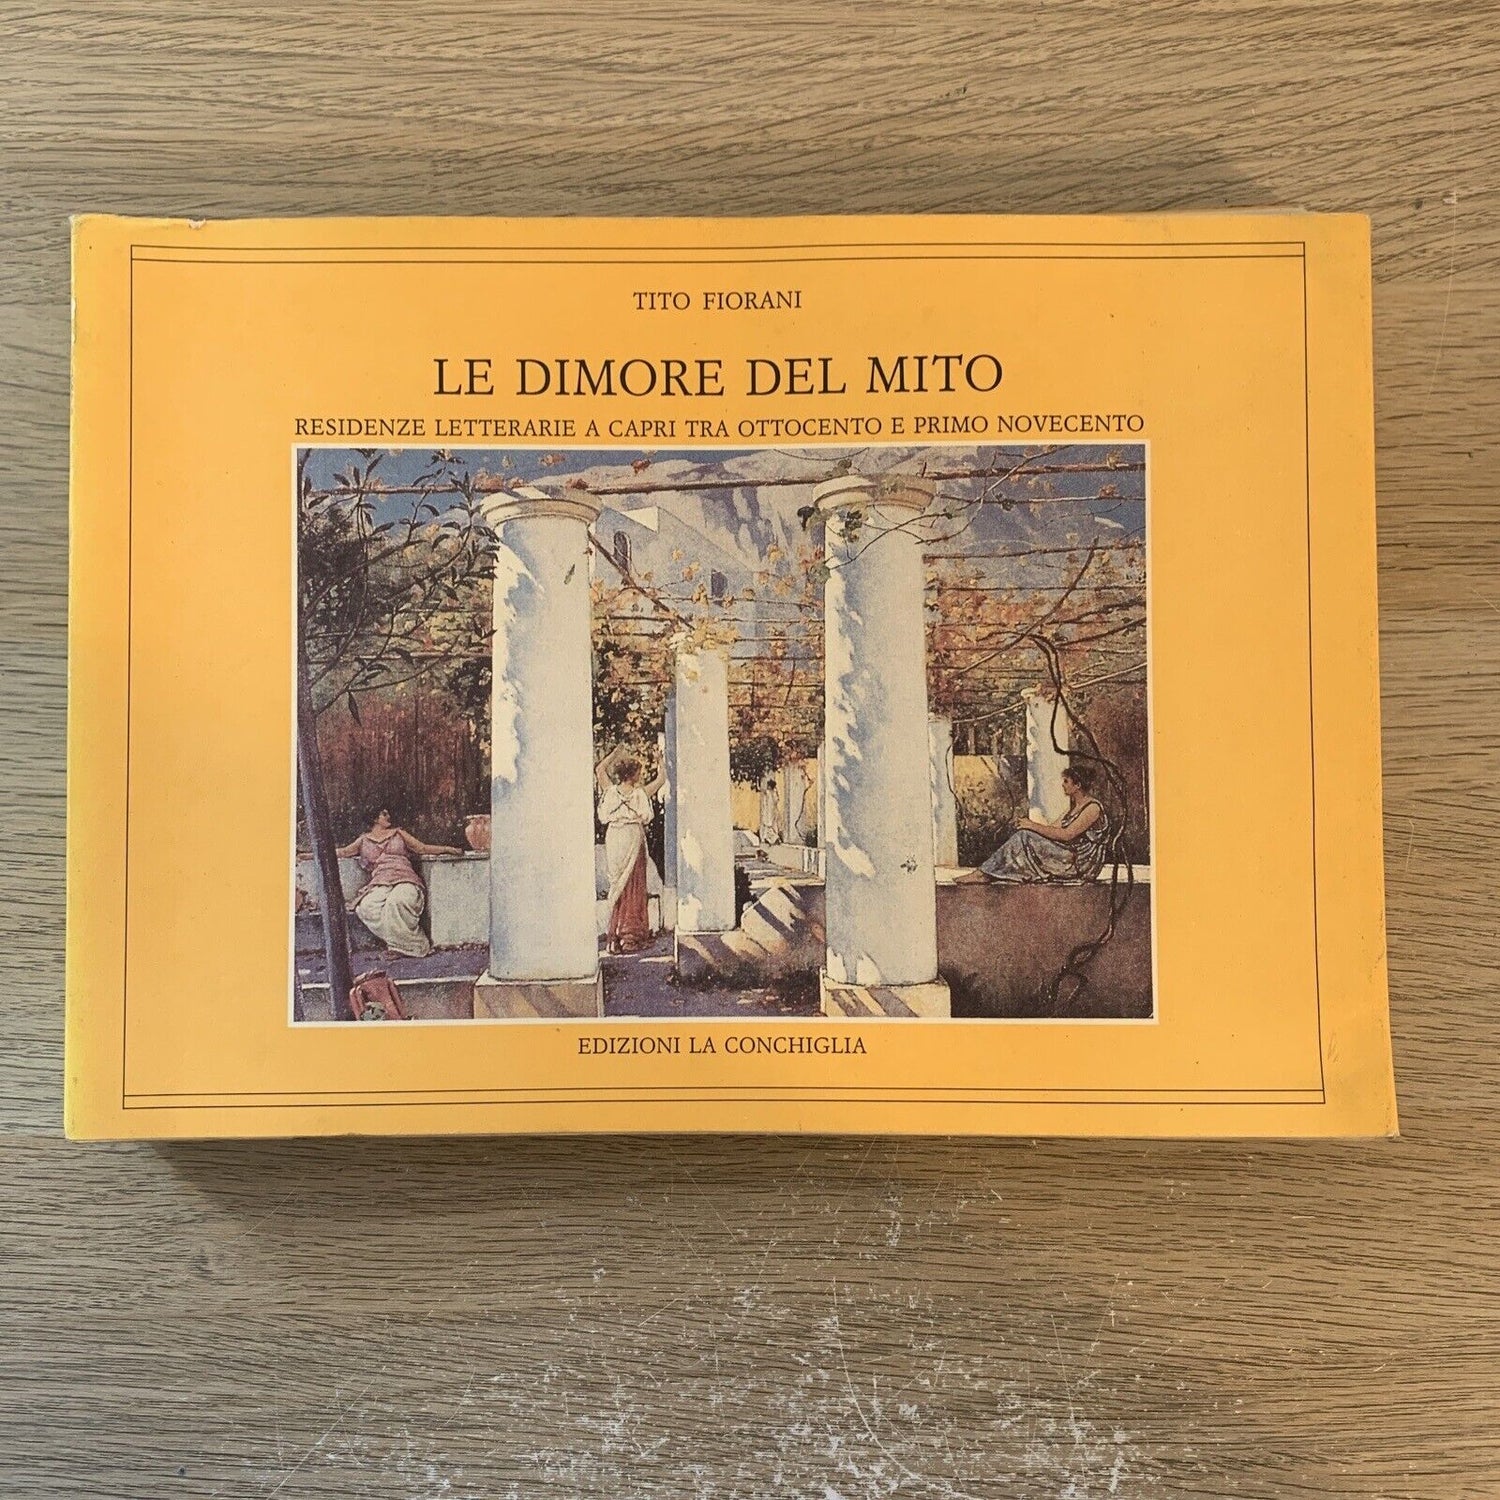 TITO FIORANI
LE DIMORE DEL MITO
RESIDENZE LETTERARIE A CAPRI TRA OTTOCENTO E PRIMO NOVECENTO
EDIZIONI LA CONCHIGLIA